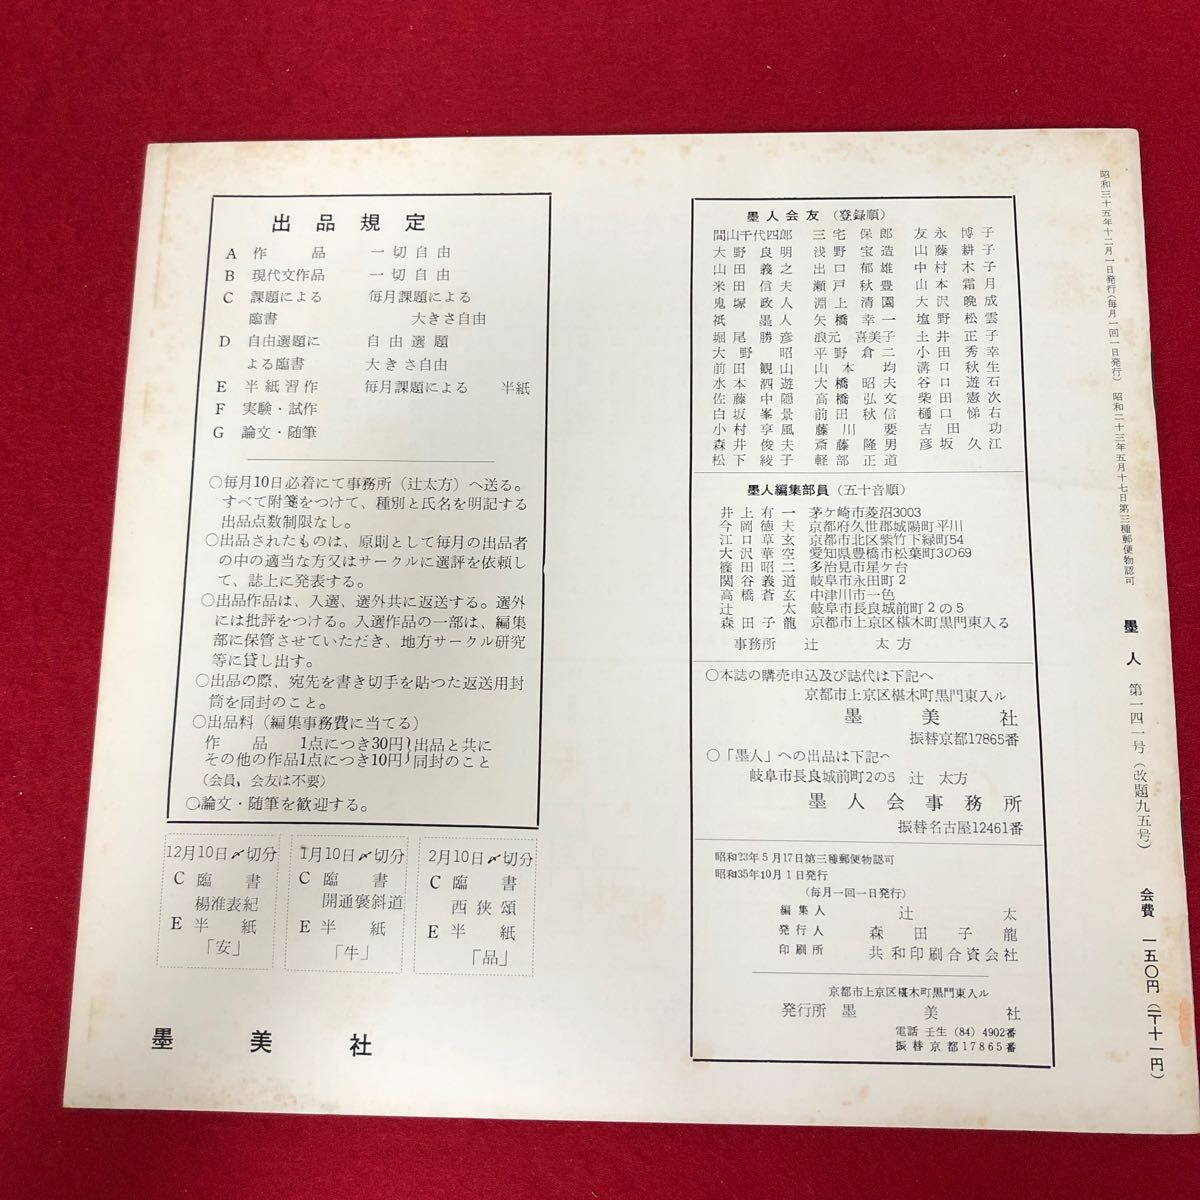 昭和三十五年十二月一日発行(毎月一回一日発行) 昭和二十三年五月十七日第三種郵便物認可
墨人 第一四一号(改題九五号) 会費 一五〇円(〒十一円)
墨人会友(登録順)
間山千代四郎 三宅保郎 友永博子
大野良明 浅野宝造 山藤耕子
山田義之 出口郁雄 中村木子
米田信夫 瀬戸秋豊 山本霜月
鬼塚政人 淵上清園 大沢晩成
祇墨人 矢橋幸一 塩野松雲
堀尾勝彦 浪元喜美子 土井正子
大野昭 平野倉二 小田秀幸
前田観山 山本均 溝口秋生
水本泗遊 大橋昭夫 谷口遊石
佐藤中隠 高橋弘文 柴田憲次
白坂峯景 前田秋信 樋口悌右
小村享風 藤川要 吉田功
森井俊夫 斎藤隆男 彦坂久江
松下綾子 軽部正道
墨人編集部員(五十音順)
井上有一 茅ケ崎市菱沼3003
今岡徳夫 京都府久世郡城陽町平川
江口草玄 京都市北区紫竹下緑町54
大沢華空 愛知県豊橋市松葉町3の69
篠田昭二 多治見市星ケ台
関谷義道 岐阜市永田町2
高橋蒼玄 中津川市一色
辻太 岐阜市長良城前町2の5
森田子龍 京都市上京区椹木町黒門東入る
事務所 辻太方
○本誌の購売申込及び誌代は下記へ
京都市上京区椹木町黒門東入ル
墨美社
振替京都17865番
○「墨人」への出品は下記へ
岐阜市長良城前町2の5 辻太方
墨人会事務所
振替名古屋12461番
昭和23年5月17日第三種郵便物認可
昭和35年10月1日発行
(毎月一回一日発行)
編集人 辻太
発行人 森田子龍
印刷所 共和印刷合資会社
京都市上京区椹木町黒門東入ル
発行所 墨美社
電話 壬生(84)4902番
振替京都17865番
出品規定
A 作品 一切自由
B 現代文作品 一切自由
C 課題による 毎月課題による
臨書 大きさ自由
D 自由選題に 自由選題
よる臨書 大きさ自由
E 半紙習作 毎月課題による 半紙
F 実験・試作
G 論文・随筆
○毎月10日必着にて事務所(辻太方)へ送る。
すべて附箋をつけて、種別と氏名を明記する
出品点数制限なし。
○出品されたものは、原則として毎月の出品者
の中の適当な方又はサークルに選評を依頼し
て、誌上に発表する。
○出品作品は、入選、選外共に返送する。選外
には批評をつける。入選作品の一部は、編集
部に保管させていただき、地方サークル研究
等に貸し出す。
○出品の際、宛先を書き切手を貼つた返送用封
筒を同封のこと。
○出品料(編集事務費に当てる)
作品 1点につき30円}出品と共に
その他の作品1点につき10円}同封のこと
(会員、会友は不要)
○論文・随筆を歓迎する。
12月10日〆切分
C 臨書
楊淮表紀
E 半紙
「安」
1月10日〆切分
C 臨書
開通褒斜道
E 半紙
「牛」
2月10日〆切分
C 臨書
西狭頌
E 半紙
「品」
墨美社